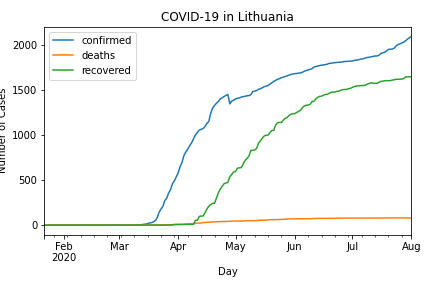 COVID-19 in Lithuania
confirmed
deaths
recovered
Number of Cases
2000
1500
1000
500
0
Feb
2020
Mar
Apr
May
Jun
Jul
Aug
Day